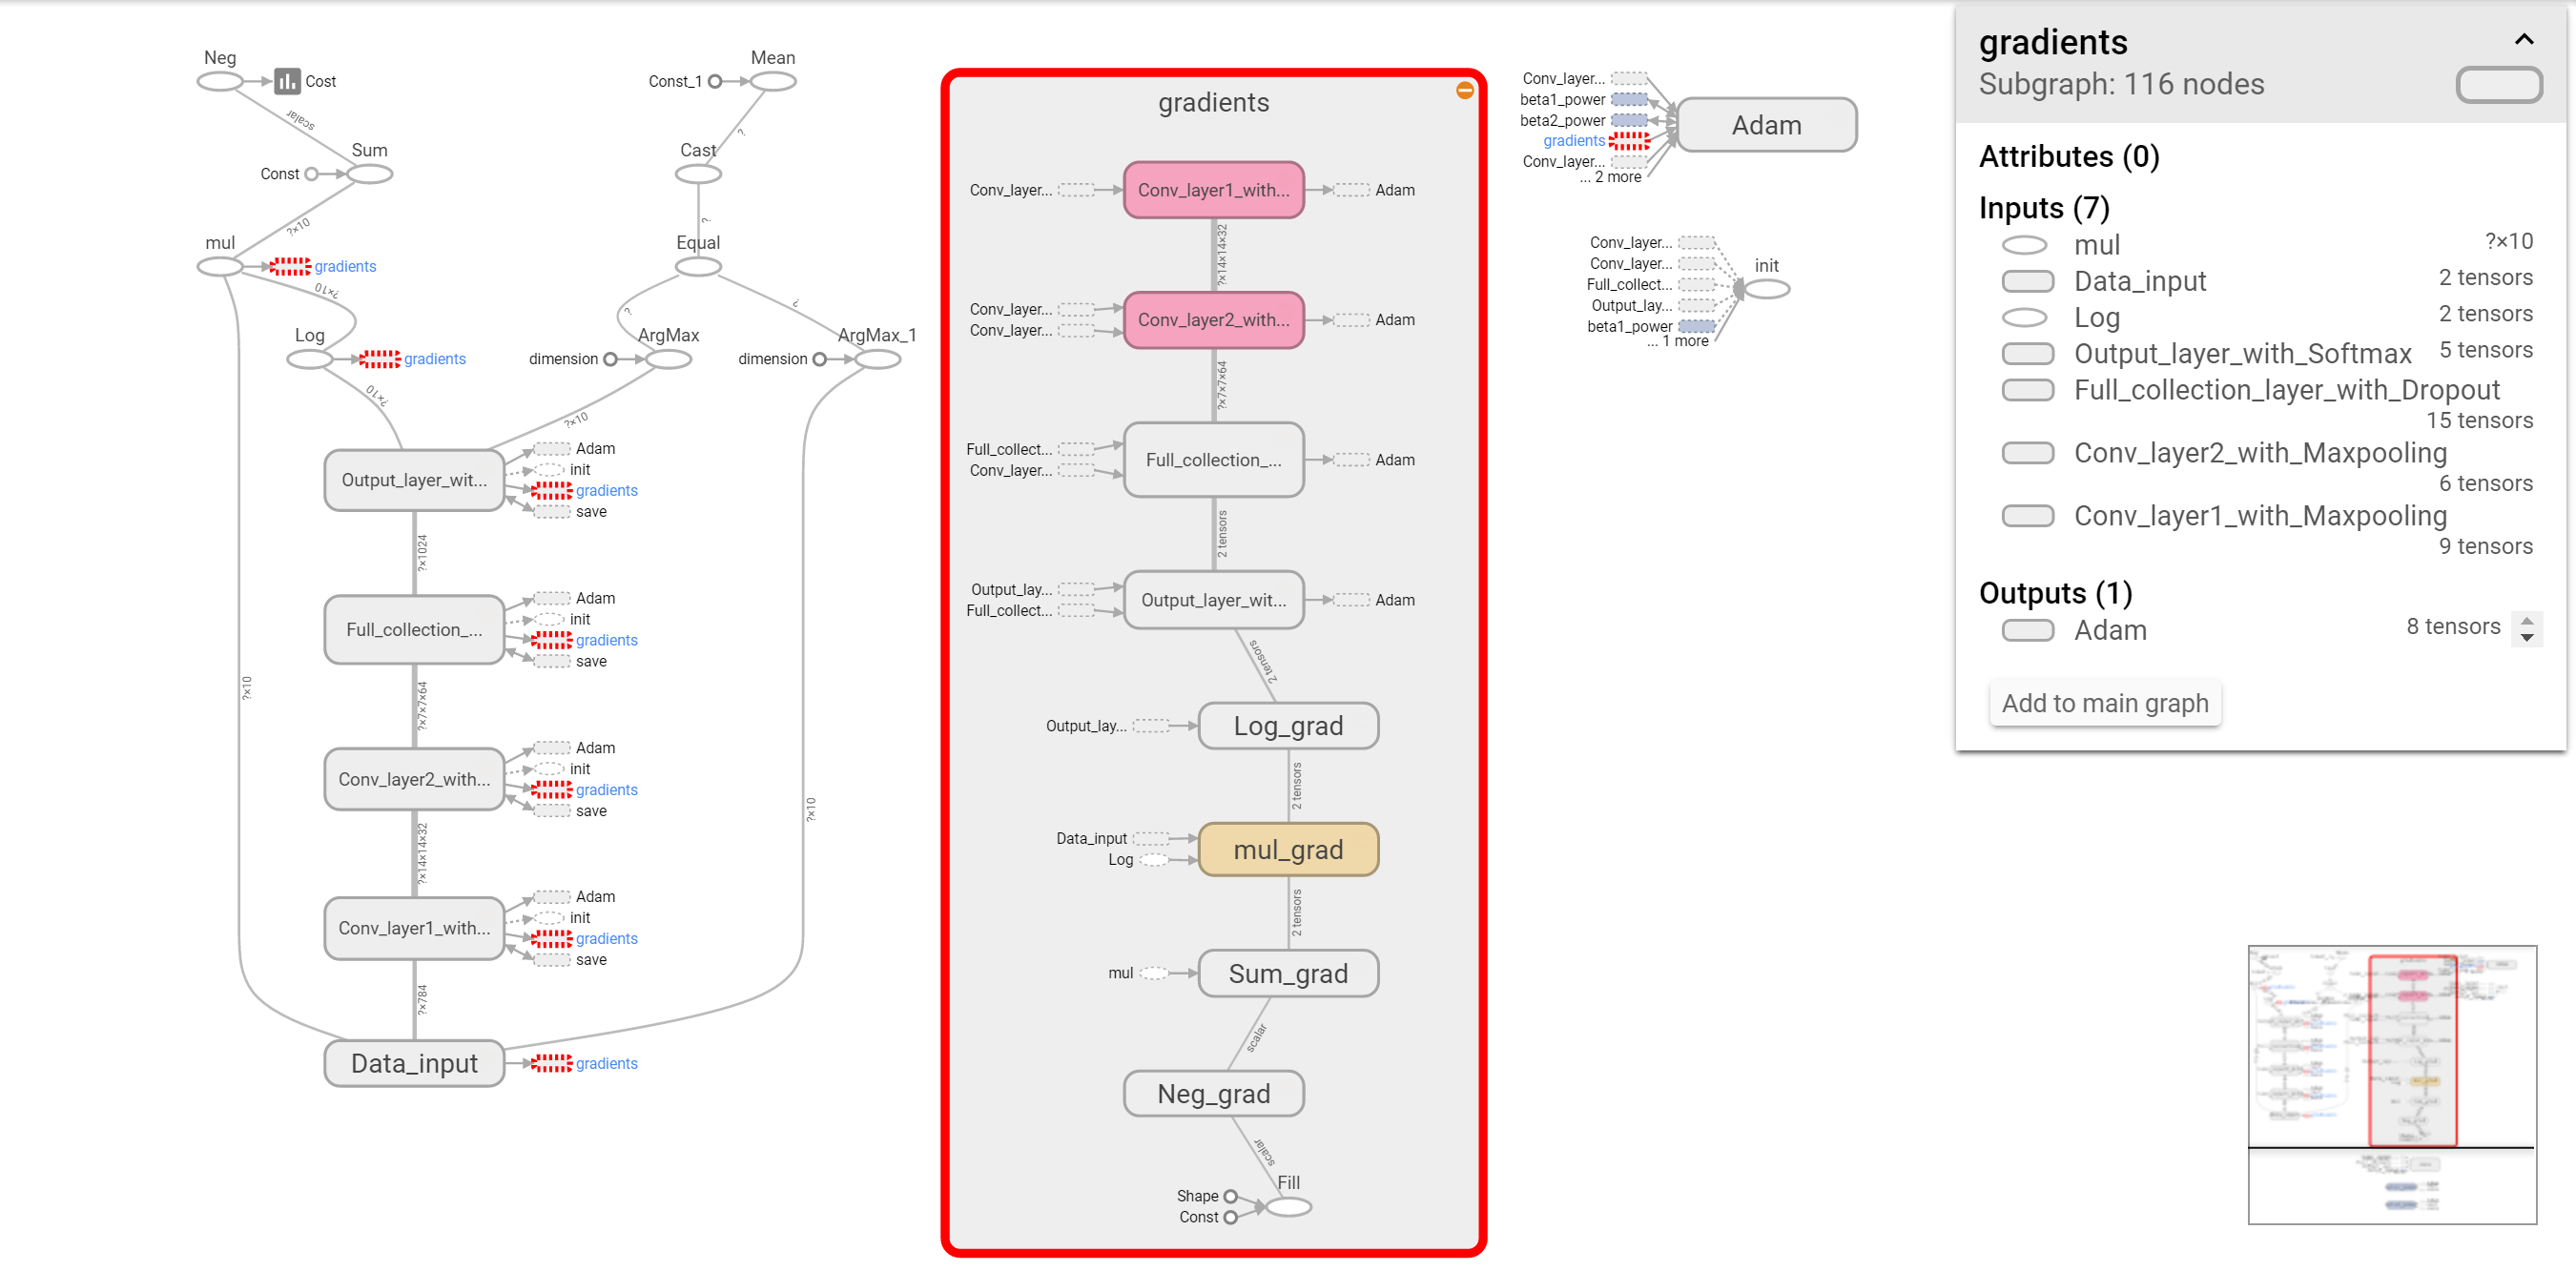 Neg
Cost
scalar
Sum
Const
?×10
mul
gradients
?×10
Log
gradients
?×10
Mean
Const_1
?
Cast
?
Equal
?
?
ArgMax
dimension
ArgMax_1
dimension
?×10
Output_layer_wit...
Adam
init
gradients
save
?×1024
Full_collection_...
Adam
init
gradients
save
?×7×7×64
Conv_layer2_with...
Adam
init
gradients
save
?×14×14×32
Conv_layer1_with...
Adam
init
gradients
save
?×784
?×10
?×10
Data_input
gradients
gradients
Conv_layer...
Conv_layer1_with...
Adam
?×14×14×32
Conv_layer...
Conv_layer...
Conv_layer2_with...
Adam
?×7×7×64
Full_collect...
Conv_layer...
Full_collection_...
Adam
2 tensors
Output_lay...
Full_collect...
Output_layer_wit...
Adam
2 tensors
Output_lay...
Log_grad
2 tensors
Data_input
Log
mul_grad
2 tensors
mul
Sum_grad
scalar
Neg_grad
scalar
Fill
Shape
Const
Conv_layer...
beta1_power
beta2_power
gradients
Conv_layer...
... 2 more
Adam
Conv_layer...
Conv_layer...
Full_collect...
Output_lay...
beta1_power
... 1 more
init
gradients
Subgraph: 116 nodes
Attributes (0)
Inputs (7)
mul ?×10
Data_input 2 tensors
Log 2 tensors
Output_layer_with_Softmax 5 tensors
Full_collection_layer_with_Dropout
15 tensors
Conv_layer2_with_Maxpooling
6 tensors
Conv_layer1_with_Maxpooling
9 tensors
Outputs (1)
Adam 8 tensors
Add to main graph